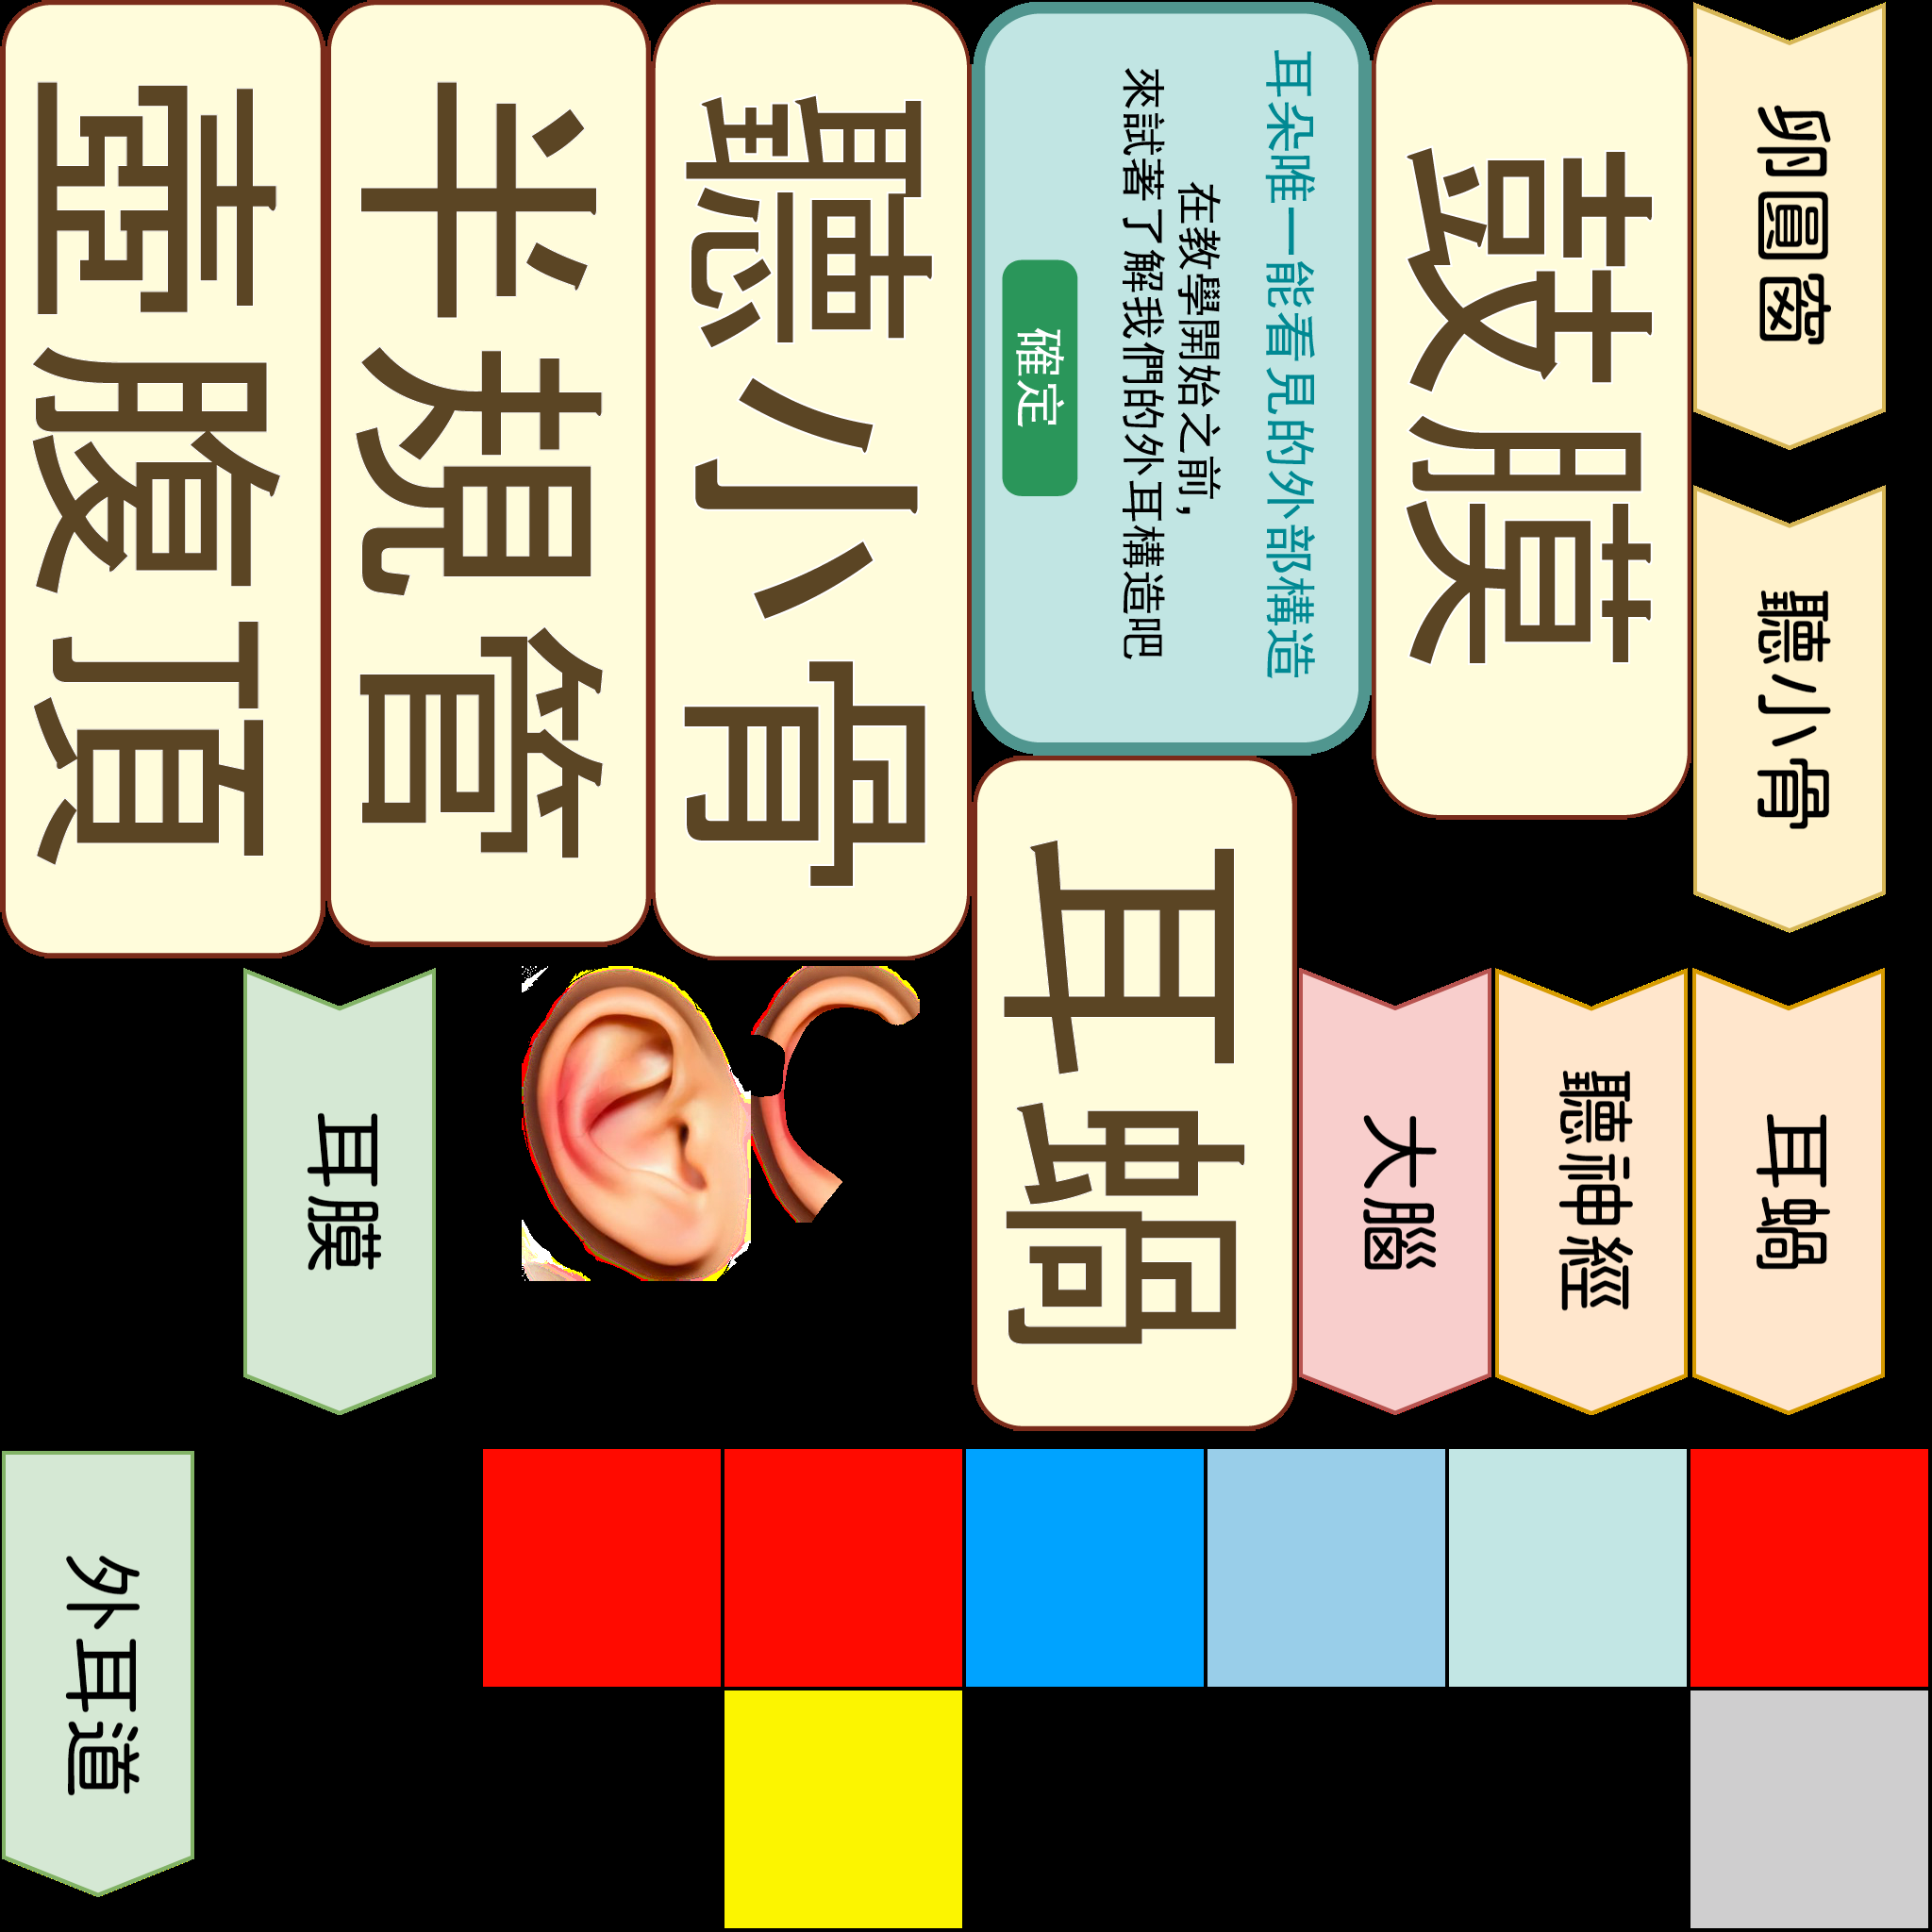 卵圓窗
聽小骨
耳蝸
聽神經
大腦
鼓膜
耳朵唯一能看見的外部構造
在教學開始之前，
來試著了解我們的外耳構造吧
確定
耳蝸
聽小骨
半規管
壺腹頂
耳膜
外耳道